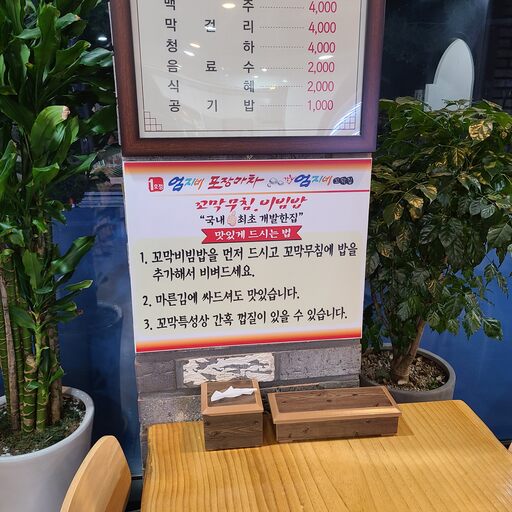 백 주 4,000
막 걸 리 4,000
청 하 4,000
음 료 수 2,000
식 혜 2,000
공 기 밥 1,000
1호점 엄지네 포장마차 엄지네 꼬막집
꼬막무침.비빔밥
"국내 최초 개발한집"
맛있게 드시는 법
1. 꼬막비빔밥을 먼저 드시고 꼬막무침에 밥을
추가해서 비벼드세요.
2. 마른김에 싸드셔도 맛있습니다.
3. 꼬막특성상 간혹 껍질이 있을 수 있습니다.